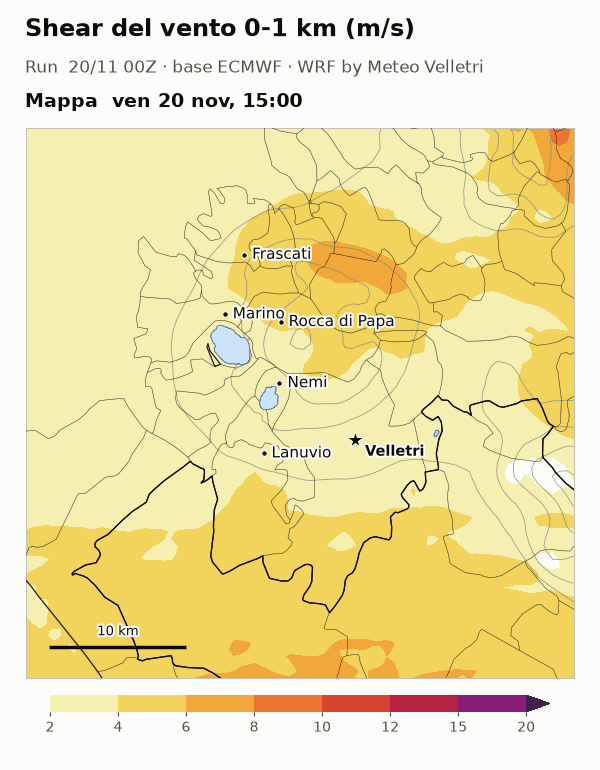 Shear del vento 0-1 km (m/s)
Run 20/11 00Z · base ECMWF · WRF by Meteo Velletri
Mappa ven 20 nov, 15:00
Frascati
Marino
Rocca di Papa
Nemi
Velletri
Lanuvio
10 km
2 4 6 8 10 12 15 20